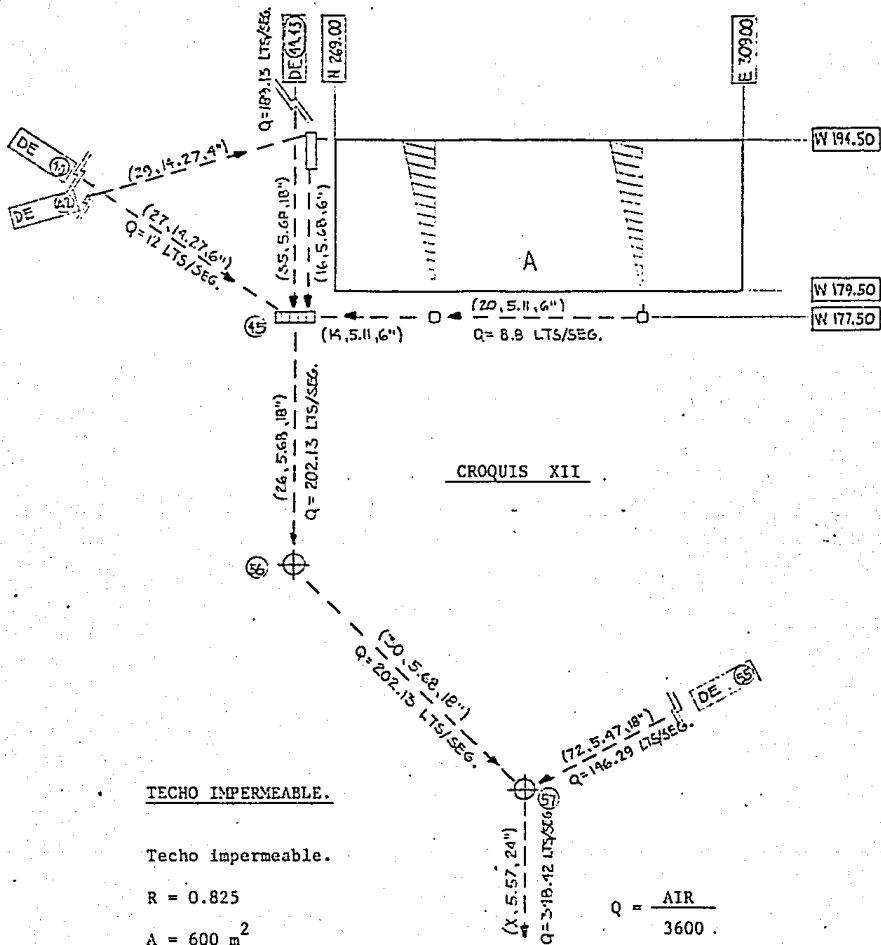 Q=189.13 LTS/SEG.
DE 44,43
N 269.00
E 309.00
W 194.50
W 179.50
W 177.50
DE
DE 42
(29,14.27,4")
(27,14.27,6")
Q=12 LTS/SEG.
(35,5.68,18")
(16,5.68,6")
A
(20,5.11,6")
Q=8.8 LTS/SEG.
(14,5.11,6")
45
(26,5.68,18")
Q=202.13 LTS/SEG.
CROQUIS XII
56
(30,5.68,18")
Q=202.13 LTS/SEG.
DE 55
(72,5.47,18")
Q=146.29 LTS/SEG.
57
(X,5.57,24")
Q=348.42 LTS/SEG
TECHO IMPERMEABLE.
Techo impermeable.
R = 0.825
A = 600 m²
Q = AIR
3600